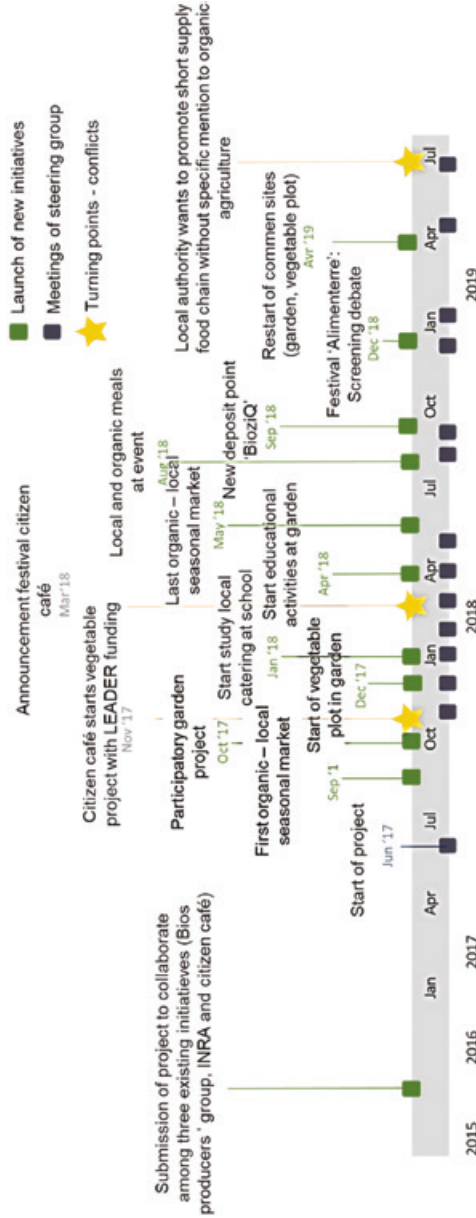 Launch of new initiatives
Meetings of steering group
Turning points - conflicts
Submission of project to collaborate
among three existing initiatieves (Bios
producers ' group, INRA and citizen café)
Start of project
Jun '17
First organic – local
seasonal market
Sep '1
Participatory garden
project
Oct '17
Citizen café starts vegetable
project with LEADER funding
Nov '17
Start of vegetable
plot in garden
Dec '17
Start study local
catering at school
Jan '18
Announcement festival citizen
café
Mar'18
Start educational
activities at garden
Apr '18
Last organic – local
seasonal market
May '18
Local and organic meals
at event
Aug '18
New deposit point
'BioziQ'
Sep '18
Festival 'Alimenterre':
Screening debate
Dec '18
Restart of commen sites
(garden, vegetable plot)
Avr '19
Local authority wants to promote short supply
food chain without specific mention to organic
agriculture
Jan
Apr
Jul
Oct
Jan
Apr
Jul
Oct
Jan
Apr
Jul
2015
2016
2017
2018
2019